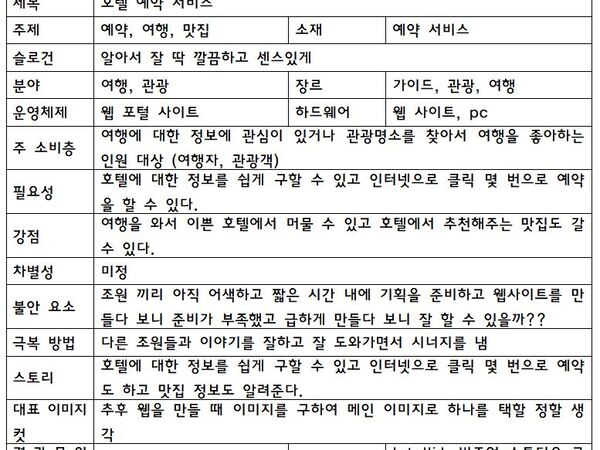 제목 호텔 예약 서비스
주제 예약, 여행, 맛집 소재 예약 서비스
슬로건 알아서 잘 딱 깔끔하고 센스있게
분야 여행, 관광 장르 가이드, 관광, 여행
운영체제 웹 포털 사이트 하드웨어 웹 사이트, pc
주 소비층 여행에 대한 정보에 관심이 있거나 관광명소를 찾아서 여행을 좋아하는
인원 대상 (여행자, 관광객)
필요성 호텔에 대한 정보를 쉽게 구할 수 있고 인터넷으로 클릭 몇 번으로 예약
을 할 수 있다.
강점 여행을 와서 이쁜 호텔에서 머물 수 있고 호텔에서 추천해주는 맛집도 갈
수 있다.
차별성 미정
불안 요소 조원 끼리 아직 어색하고 짧은 시간 내에 기획을 준비하고 웹사이트를 만
들다 보니 준비가 부족했고 급하게 만들다 보니 잘 할 수 있을까??
극복 방법 다른 조원들과 이야기를 잘하고 잘 도와가면서 시너지를 냄
스토리 호텔에 대한 정보를 쉽게 구할 수 있고 인터넷으로 클릭 몇 번으로 예약
도 하고 맛집 정보도 알려준다.
대표 이미지 추후 웹을 만들 때 이미지를 구하여 메인 이미지로 하나를 택할 정할 생
컷 각